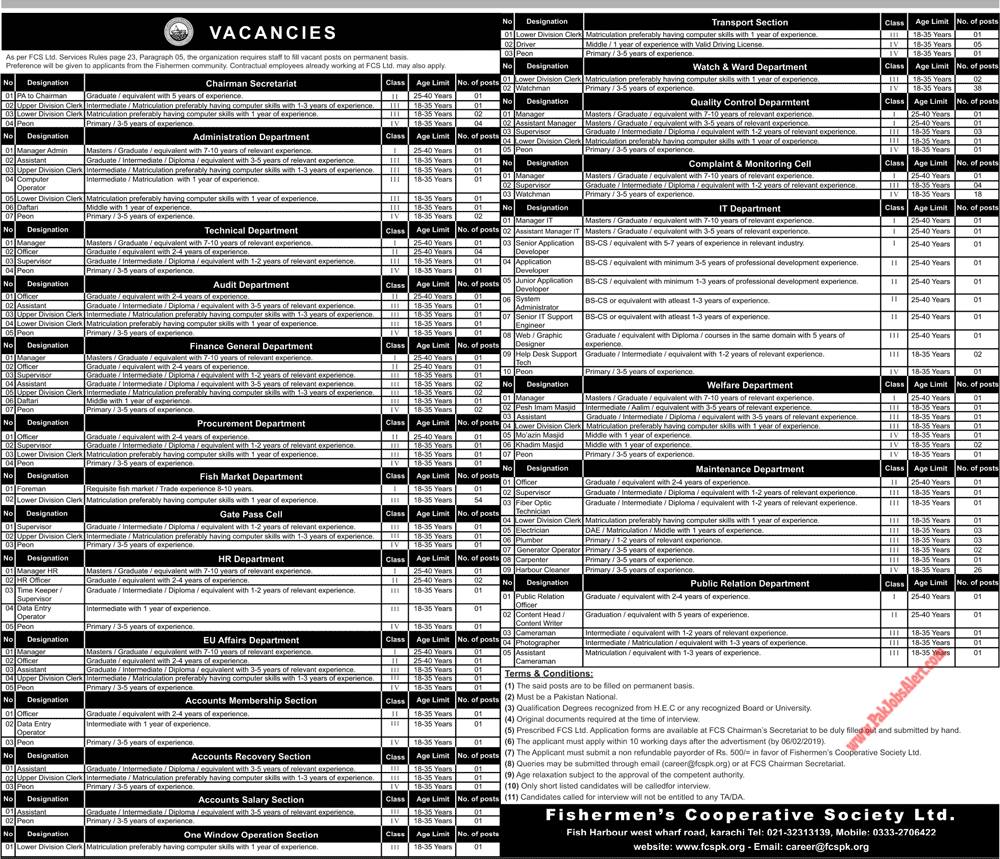 VACANCIES
As per FCS Ltd. Services Rules page 23, Paragraph 05, the organization requires staff to fill vacant posts on permanent basis.
Preference will be given to applicants from the Fishermen community. Contractual employees already working at FCS Ltd. may also apply.
No Designation Chairman Secretariat Class Age Limit No. of posts
01 PA to Chairman Graduate / equivalent with 5 years of experience. II 25-40 Years 01
02 Upper Division Clerk Intermediate / Matriculation preferably having computer skills with 1-3 years of experience. III 18-35 Years 01
03 Lower Division Clerk Matriculation preferably having computer skills with 1 year of experience. III 18-35 Years 02
04 Peon Primary / 3-5 years of experience. IV 18-35 Years 04
No Designation Administration Department Class Age Limit No. of posts
01 Manager Admin Masters / Graduate / equivalent with 7-10 years of experience. I 25-40 Years 01
02 Assistant Graduate / Intermediate / Diploma / equivalent with 3-5 years of relevant experience. III 18-35 Years 01
03 Upper Division Clerk Intermediate / Matriculation preferably having computer skills with 1-3 years of experience. III 18-35 Years 01
04 Computer Intermediate / Matriculation with 1 year of experience. III 18-35 Years 01
Operator
05 Lower Division Clerk Matriculation preferably having computer skills with 1 year of experience. III 18-35 Years 01
06 Daftari Middle with 1 year of experience. III 18-35 Years 01
07 Peon Primary / 3-5 years of experience. IV 18-35 Years 02
No Designation Technical Department Class Age Limit No. of posts
01 Manager Masters / Graduate / equivalent with 7-10 years of relevant experience. I 25-40 Years 01
02 Officer Graduate / equivalent with 2-4 years of experience. II 25-40 Years 04
03 Supervisor Graduate / Intermediate / Diploma / equivalent with 1-2 years of relevant experience. III 18-35 Years 01
04 Peon Primary / 3-5 years of experience. IV 18-35 Years 01
No Designation Audit Department Class Age Limit No. of posts
01 Officer Graduate / equivalent with 2-4 years of experience. II 25-40 Years 01
02 Assistant Graduate / Intermediate / Diploma / equivalent with 3-5 years of relevant experience. III 18-35 Years 01
03 Upper Division Clerk Intermediate / Matriculation preferably having computer skills with 1-3 years of experience. III 18-35 Years 01
04 Lower Division Clerk Matriculation preferably having computer skills with 1 year of experience. III 18-35 Years 01
05 Peon Primary / 3-5 years of experience. IV 18-35 Years 01
No Designation Finance General Department Class Age Limit No. of posts
01 Manager Masters / Graduate / equivalent with 7-10 years of relevant experience. I 25-40 Years 01
02 Officer Graduate / equivalent with 2-4 years of experience. II 25-40 Years 01
03 Supervisor Graduate / Intermediate / Diploma / equivalent with 1-2 years of relevant experience. III 18-35 Years 01
04 Assistant Graduate / Intermediate / Diploma / equivalent with 3-5 years of relevant experience. III 18-35 Years 02
05 Upper Division Clerk Intermediate / Matriculation preferably having computer skills with 1-3 years of experience. III 18-35 Years 02
06 Daftari Middle with 1 year of experience. III 18-35 Years 01
07 Peon Primary / 3-5 years of experience. IV 18-35 Years 02
No Designation Procurement Department Class Age Limit No. of posts
01 Officer Graduate / equivalent with 2-4 years of experience. II 25-40 Years 01
02 Supervisor Graduate / Intermediate / Diploma / equivalent with 1-2 years of relevant experience. III 18-35 Years 01
03 Lower Division Clerk Matriculation preferably having computer skills with 1 year of experience. III 18-35 Years 01
04 Peon Primary / 3-5 years of experience. IV 18-35 Years 01
No Designation Fish Market Department Class Age Limit No. of posts
01 Foreman Requisite fish market / Trade experience 8-10 years. I 18-35 Years 01
02 Lower Division Clerk Matriculation preferably having computer skills with 1 year of experience. III 18-35 Years 54
No Designation Gate Pass Cell Class Age Limit No. of posts
01 Supervisor Graduate / Intermediate / Diploma / equivalent with 1-2 years of relevant experience. III 18-35 Years 01
02 Upper Division Clerk Intermediate / Matriculation preferably having computer skills with 1-3 years of experience. III 18-35 Years 01
03 Peon Primary / 3-5 years of experience. IV 18-35 Years 01
No Designation HR Department Class Age Limit No. of posts
01 Manager HR Masters / Graduate / equivalent with 7-10 years of relevant experience. I 25-40 Years 01
02 HR Officer Graduate / equivalent with 2-4 years of experience. II 25-40 Years 02
03 Time Keeper / Graduate / Intermediate / Diploma / equivalent with 1-2 years of relevant experience. III 18-35 Years 01
Supervisor
04 Data Entry Intermediate with 1 year of experience. III 18-35 Years 01
Operator
05 Peon Primary / 3-5 years of experience. IV 18-35 Years 01
No Designation EU Affairs Department Class Age Limit No. of posts
01 Manager Masters / Graduate / equivalent with 7-10 years of relevant experience. I 25-40 Years 01
02 Officer Graduate / equivalent with 2-4 years of experience. II 25-40 Years 01
03 Assistant Graduate / Intermediate / Diploma / equivalent with 3-5 years of relevant experience. III 18-35 Years 01
04 Upper Division Clerk Intermediate / Matriculation preferably having computer skills with 1-3 years of experience. III 18-35 Years 01
05 Peon Primary / 3-5 years of experience. IV 18-35 Years 01
No Designation Accounts Membership Section Class Age Limit No. of posts
01 Officer Graduate / equivalent with 2-4 years of experience. II 25-40 Years 01
02 Data Entry Intermediate with 1 year of experience. III 18-35 Years 01
Operator
03 Peon Primary / 3-5 years of experience. IV 18-35 Years 01
No Designation Accounts Recovery Section Class Age Limit No. of posts
01 Assistant Graduate / Intermediate / Diploma / equivalent with 3-5 years of relevant experience. III 18-35 Years 01
02 Upper Division Clerk Intermediate / Matriculation preferably having computer skills with 1-3 years of experience. III 18-35 Years 01
03 Peon Primary / 3-5 years of experience. IV 18-35 Years 01
No Designation Accounts Salary Section Class Age Limit No. of posts
01 Assistant Graduate / Intermediate / Diploma / equivalent with 3-5 years of relevant experience. III 18-35 Years 01
02 Peon Primary / 3-5 years of experience. IV 18-35 Years 01
No Designation One Window Operation Section Class Age Limit No. of posts
01 Lower Division Clerk Matriculation preferably having computer skills with 1 year of experience. III 18-35 Years 01
No Designation Transport Section Class Age Limit No. of posts
01 Lower Division Clerk Matriculation preferably having computer skills with 1 year of experience. III 18-35 Years 01
02 Driver Middle / 1 year of experience with Valid Driving License. IV 18-35 Years 05
03 Peon Primary / 3-5 years of experience. IV 18-35 Years 01
No Designation Watch & Ward Department Class Age Limit No. of posts
01 Lower Division Clerk Matriculation preferably having computer skills with 1 year of experience. III 18-35 Years 02
02 Watchman Primary / 3-5 years of experience. IV 18-35 Years 38
No Designation Quality Control Department Class Age Limit No. of posts
01 Manager Masters / Graduate / equivalent with 7-10 years of relevant experience. I 25-40 Years 01
02 Assistant Manager Masters / Graduate / equivalent with 3-5 years of relevant experience. I 25-40 Years 01
03 Supervisor Graduate / Intermediate / Diploma / equivalent with 1-2 years of relevant experience. III 18-35 Years 03
04 Lower Division Clerk Matriculation preferably having computer skills with 1 year of experience. III 18-35 Years 01
05 Peon Primary / 3-5 years of experience. IV 18-35 Years 01
No Designation Complaint & Monitoring Cell Class Age Limit No. of posts
01 Manager Masters / Graduate / equivalent with 7-10 years of relevant experience. I 25-40 Years 01
02 Supervisor Graduate / Intermediate / Diploma / equivalent with 1-2 years of relevant experience. III 18-35 Years 04
03 Watchman Primary / 3-5 years of experience. IV 18-35 Years 18
No Designation IT Department Class Age Limit No. of posts
01 Manager IT Masters / Graduate / equivalent with 7-10 years of relevant experience. I 25-40 Years 01
02 Assistant Manager IT Masters / Graduate / equivalent with 3-5 years of relevant experience. I 25-40 Years 01
03 Senior Application BS-CS / equivalent with 5-7 years of experience in relevant industry. I 25-40 Years 01
Developer
04 Application BS-CS / equivalent with minimum 3-5 years of professional development experience. II 25-40 Years 01
Developer
05 Junior Application BS-CS / equivalent with minimum 1-3 years of professional development experience. II 25-40 Years 01
Developer
06 System BS-CS or equivalent with atleast 1-3 years of experience. II 25-40 Years 01
Administrator
07 Senior IT Support BS-CS or equivalent with atleast 1-3 years of experience. II 25-40 Years 01
Engineer
08 Web / Graphic Graduate / equivalent with Diploma / courses in the same domain with 5 years of III 25-40 Years 01
Designer experience.
09 Help Desk Support Graduate / Intermediate / equivalent with 1-2 years of relevant experience. III 18-35 Years 02
Tech
10 Peon Primary / 3-5 years of experience. IV 18-35 Years 01
No Designation Welfare Department Class Age Limit No. of posts
01 Manager Masters / Graduate / equivalent with 7-10 years of relevant experience. I 25-40 Years 01
02 Pesh Imam Masjid Intermediate / Aalim / equivalent with 3-5 years of relevant experience. III 18-35 Years 01
03 Assistant Graduate / Intermediate / Diploma / equivalent with 3-5 years of relevant experience. III 18-35 Years 01
04 Lower Division Clerk Matriculation preferably having computer skills with 1 year of experience. III 18-35 Years 01
05 Mo'azin Masjid Middle with 1 year of experience. IV 18-35 Years 01
06 Khadim Masjid Middle with 1 year of experience. IV 18-35 Years 02
07 Peon Primary / 3-5 years of experience. IV 18-35 Years 01
No Designation Maintenance Department Class Age Limit No. of posts
01 Officer Graduate / equivalent with 2-4 years of experience. II 25-40 Years 01
02 Supervisor Graduate / Intermediate / Diploma / equivalent with 1-2 years of relevant experience. III 18-35 Years 01
03 Fiber Optic Graduate / Intermediate / Diploma / equivalent with 1-2 years of relevant experience. III 18-35 Years 01
Technician
04 Lower Division Clerk Matriculation preferably having computer skills with 1 year of experience. III 18-35 Years 01
05 Electrician DAE / Matriculation / Middle with 1 years of experience. III 18-35 Years 03
06 Plumber Primary / 1-2 years of relevant experience. IV 18-35 Years 03
07 Generator Operator Primary / 3-5 years of experience. IV 18-35 Years 02
08 Carpenter Primary / 3-5 years of experience. IV 18-35 Years 01
09 Harbour Cleaner Primary / 3-5 years of experience. IV 18-35 Years 26
No Designation Public Relation Department Class Age Limit No. of posts
01 Public Relation Graduate / equivalent with 2-4 years of experience. I 25-40 Years 01
Officer
02 Content Head / Graduation / equivalent with 5 years of experience. II 25-40 Years 01
Content Writer
03 Cameraman Intermediate / equivalent with 1-2 years of relevant experience. III 18-35 Years 01
04 Photographer Intermediate / Matriculation / equivalent with 1-3 years of experience. III 18-35 Years 01
05 Assistant Matriculation / equivalent with 1-3 years of experience. III 18-35 Years 01
Cameraman
Terms & Conditions:
(1) The said posts are to be filled on permanent basis.
(2) Must be a Pakistan National.
(3) Qualification Degrees recognized from H.E.C or any recognized Board or University.
(4) Original documents required at the time of interview.
(5) Prescribed FCS Ltd. Application forms are available at FCS Chairman's Secretariat to be duly filled out and submitted by hand.
(6) The applicant must apply within 10 working days after the advertisment (by 06/02/2019).
(7) The Applicant must submit a non refundable payorder of Rs. 500/= in favor of Fishermen's Cooperative Society Ltd.
(8) Queries may be submitted through email (career@fcspk.org) or at FCS Chairman Secretariat.
(9) Age relaxation subject to the approval of the competent authority.
(10) Only short listed candidates will be calledfor interview.
(11) Candidates called for interview will not be entitled to any TA/DA.
www.PakJobsAlert.com
Fishermen's Cooperative Society Ltd.
Fish Harbour west wharf road, karachi Tel: 021-32313139, Mobile: 0333-2706422
website: www.fcspk.org - Email: career@fcspk.org